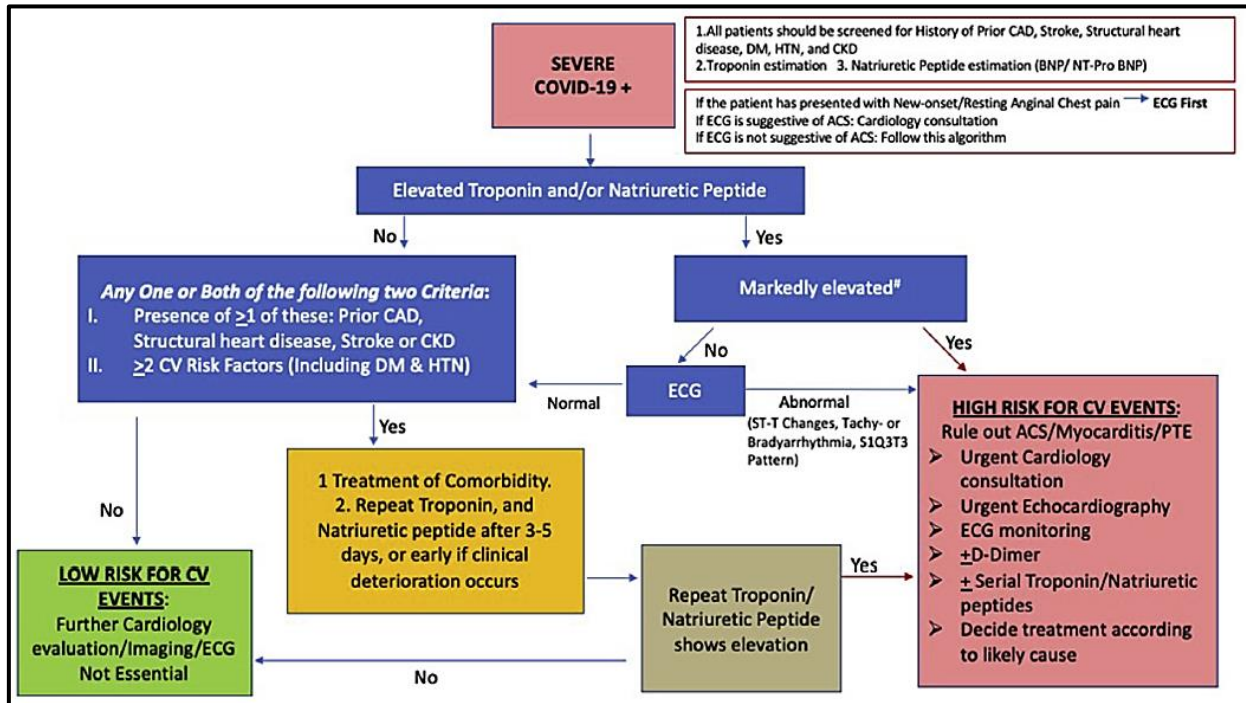 SEVERE
COVID-19 +
1.All patients should be screened for History of Prior CAD, Stroke, Structural heart
disease, DM, HTN, and CKD
2.Troponin estimation 3. Natriuretic Peptide estimation (BNP/ NT-Pro BNP)
If the patient has presented with New-onset/Resting Anginal Chest pain → ECG First
If ECG is suggestive of ACS: Cardiology consultation
If ECG is not suggestive of ACS: Follow this algorithm
Elevated Troponin and/or Natriuretic Peptide
No
Yes
Any One or Both of the following two Criteria:
I. Presence of ≥1 of these: Prior CAD,
Structural heart disease, Stroke or CKD
II. ≥2 CV Risk Factors (Including DM & HTN)
Markedly elevated#
No
Yes
ECG
Normal
Abnormal
(ST-T Changes, Tachy- or
Bradyarrhythmia, S1Q3T3
Pattern)
HIGH RISK FOR CV EVENTS:
Rule out ACS/Myocarditis/PTE
➢ Urgent Cardiology
consultation
➢ Urgent Echocardiography
➢ ECG monitoring
➢ ±D-Dimer
➢ ± Serial Troponin/Natriuretic
peptides
➢ Decide treatment according
to likely cause
Yes
No
1 Treatment of Comorbidity.
2. Repeat Troponin, and
Natriuretic peptide after 3-5
days, or early if clinical
deterioration occurs
LOW RISK FOR CV
EVENTS:
Further Cardiology
evaluation/Imaging/ECG
Not Essential
Repeat Troponin/
Natriuretic Peptide
shows elevation
Yes
No